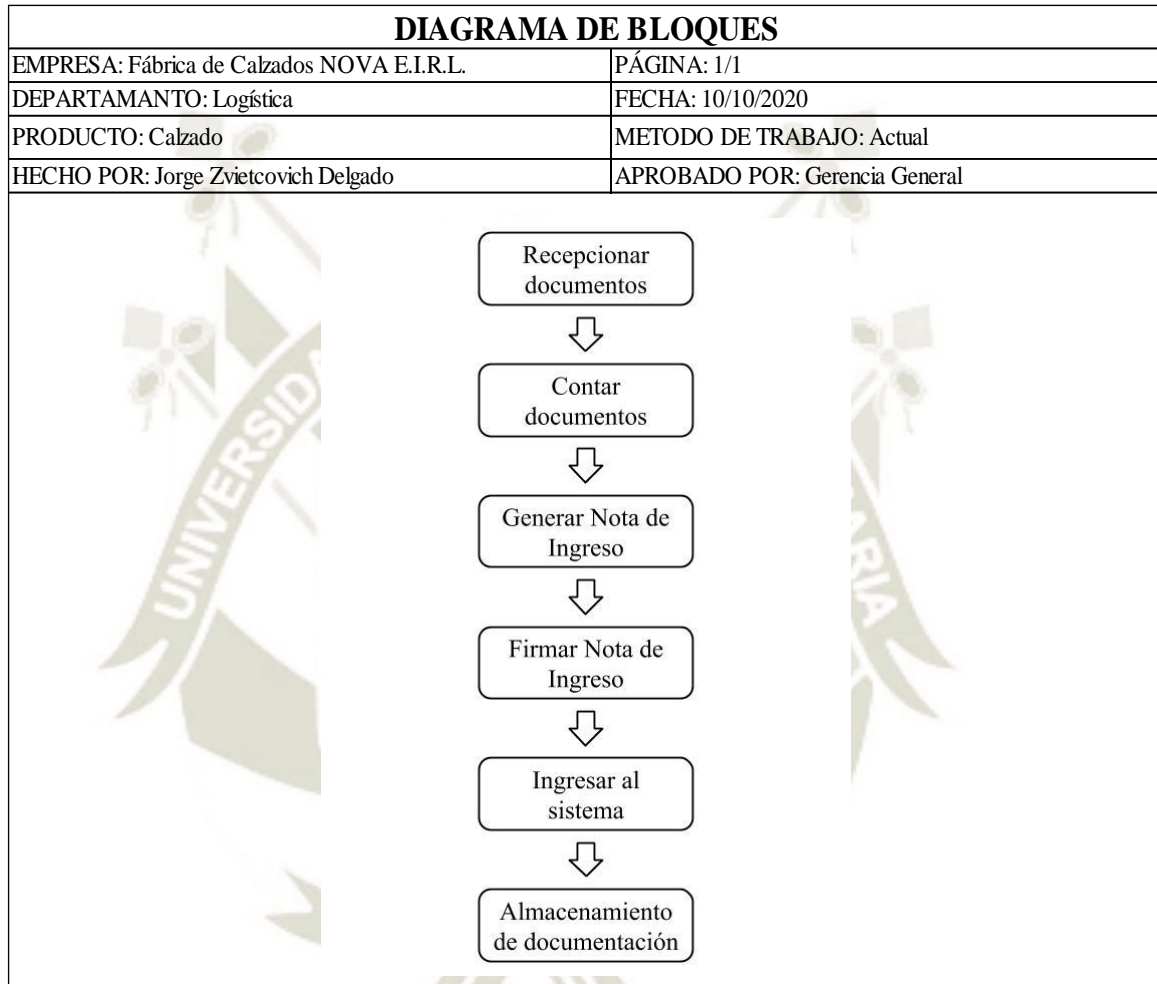 DIAGRAMA DE BLOQUES
EMPRESA: Fábrica de Calzados NOVA E.I.R.L.
PÁGINA: 1/1
DEPARTAMANTO: Logística
FECHA: 10/10/2020
PRODUCTO: Calzado
METODO DE TRABAJO: Actual
HECHO POR: Jorge Zvietcovich Delgado
APROBADO POR: Gerencia General
Recepcionar
documentos
Contar
documentos
Generar Nota de
Ingreso
Firmar Nota de
Ingreso
Ingresar al
sistema
Almacenamiento
de documentación